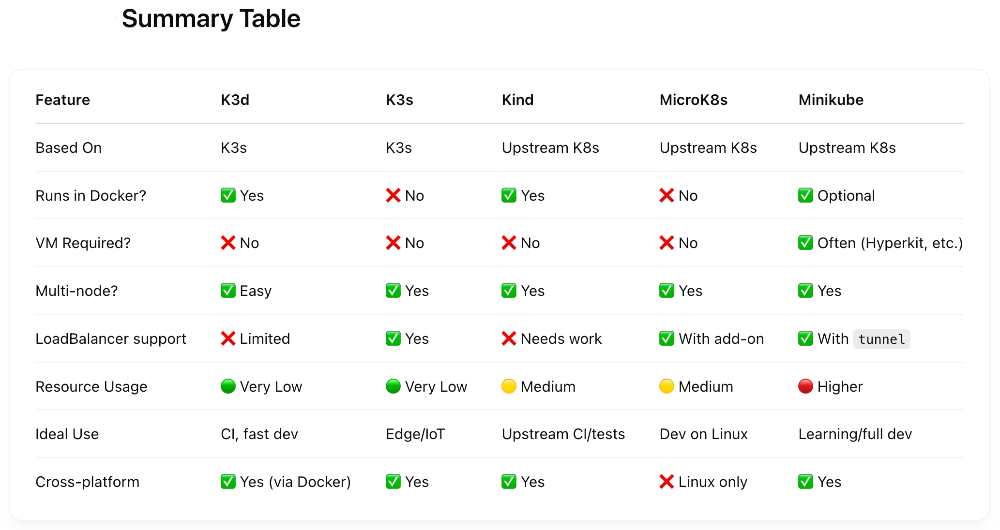 Summary Table
Feature K3d K3s Kind MicroK8s Minikube
Based On K3s K3s Upstream K8s Upstream K8s Upstream K8s
Runs in Docker? ✅ Yes ❌ No ✅ Yes ❌ No ✅ Optional
VM Required? ❌ No ❌ No ❌ No ❌ No ✅ Often (Hyperkit, etc.)
Multi-node? ✅ Easy ✅ Yes ✅ Yes ✅ Yes ✅ Yes
LoadBalancer support ❌ Limited ✅ Yes ❌ Needs work ✅ With add-on ✅ With tunnel
Resource Usage 🟢 Very Low 🟢 Very Low 🟡 Medium 🟡 Medium 🔴 Higher
Ideal Use CI, fast dev Edge/IoT Upstream CI/tests Dev on Linux Learning/full dev
Cross-platform ✅ Yes (via Docker) ✅ Yes ✅ Yes ❌ Linux only ✅ Yes